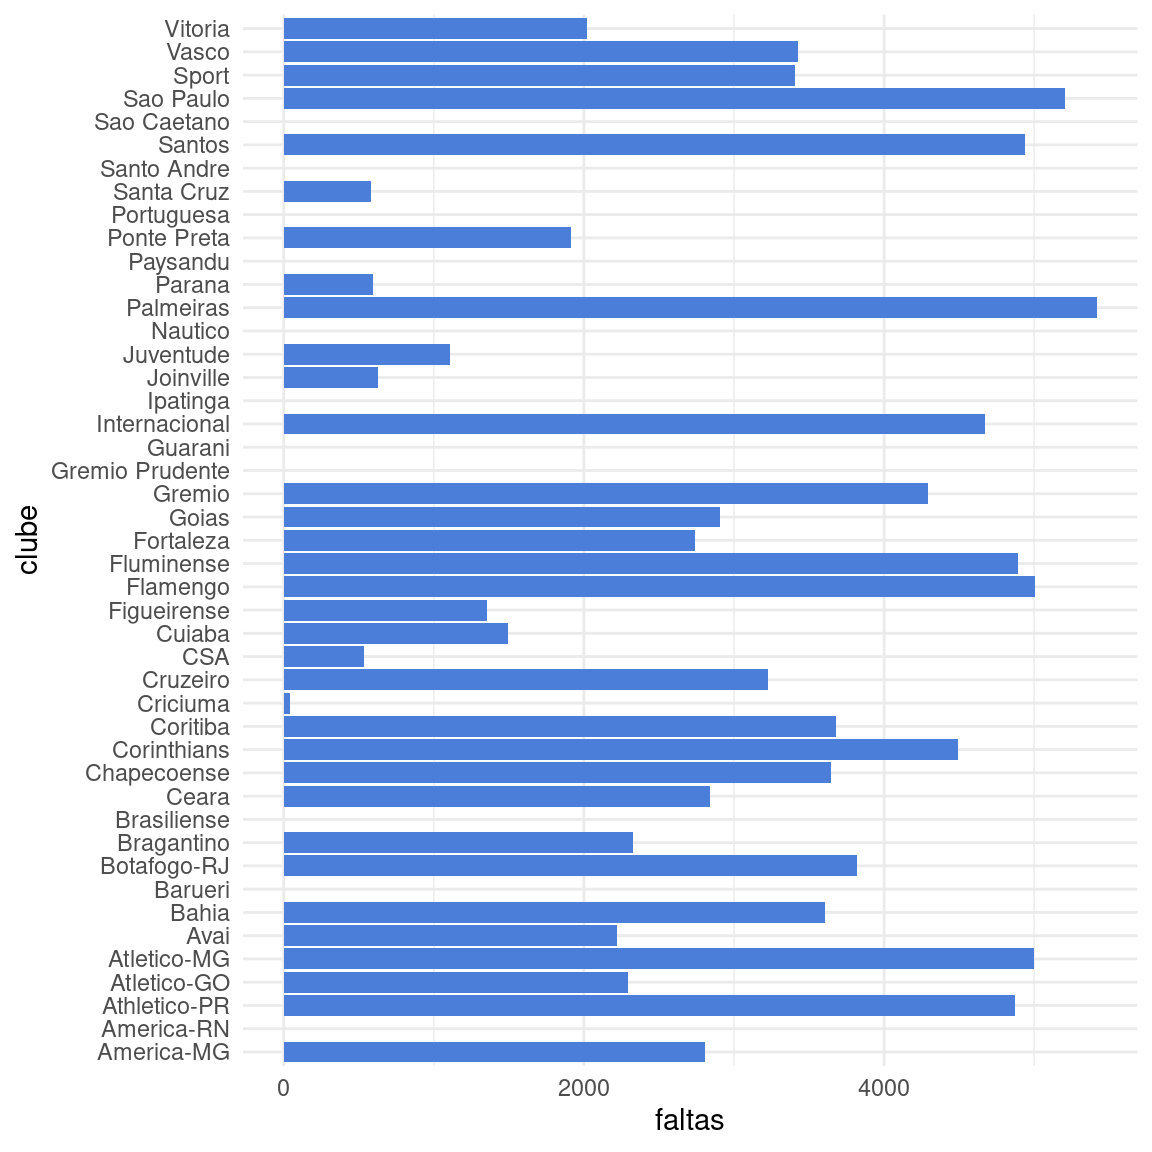 Vitoria
Vasco
Sport
Sao Paulo
Sao Caetano
Santos
Santo Andre
Santa Cruz
Portuguesa
Ponte Preta
Paysandu
Parana
Palmeiras
Nautico
Juventude
Joinville
Ipatinga
Internacional
Guarani
Gremio Prudente
Gremio
Goias
Fortaleza
Fluminense
Flamengo
Figueirense
Cuiaba
CSA
Cruzeiro
Criciuma
Coritiba
Corinthians
Chapecoense
Ceara
Brasiliense
Bragantino
Botafogo-RJ
Barueri
Bahia
Avai
Atletico-MG
Atletico-GO
Athletico-PR
America-RN
America-MG
clube
0 2000 4000
faltas